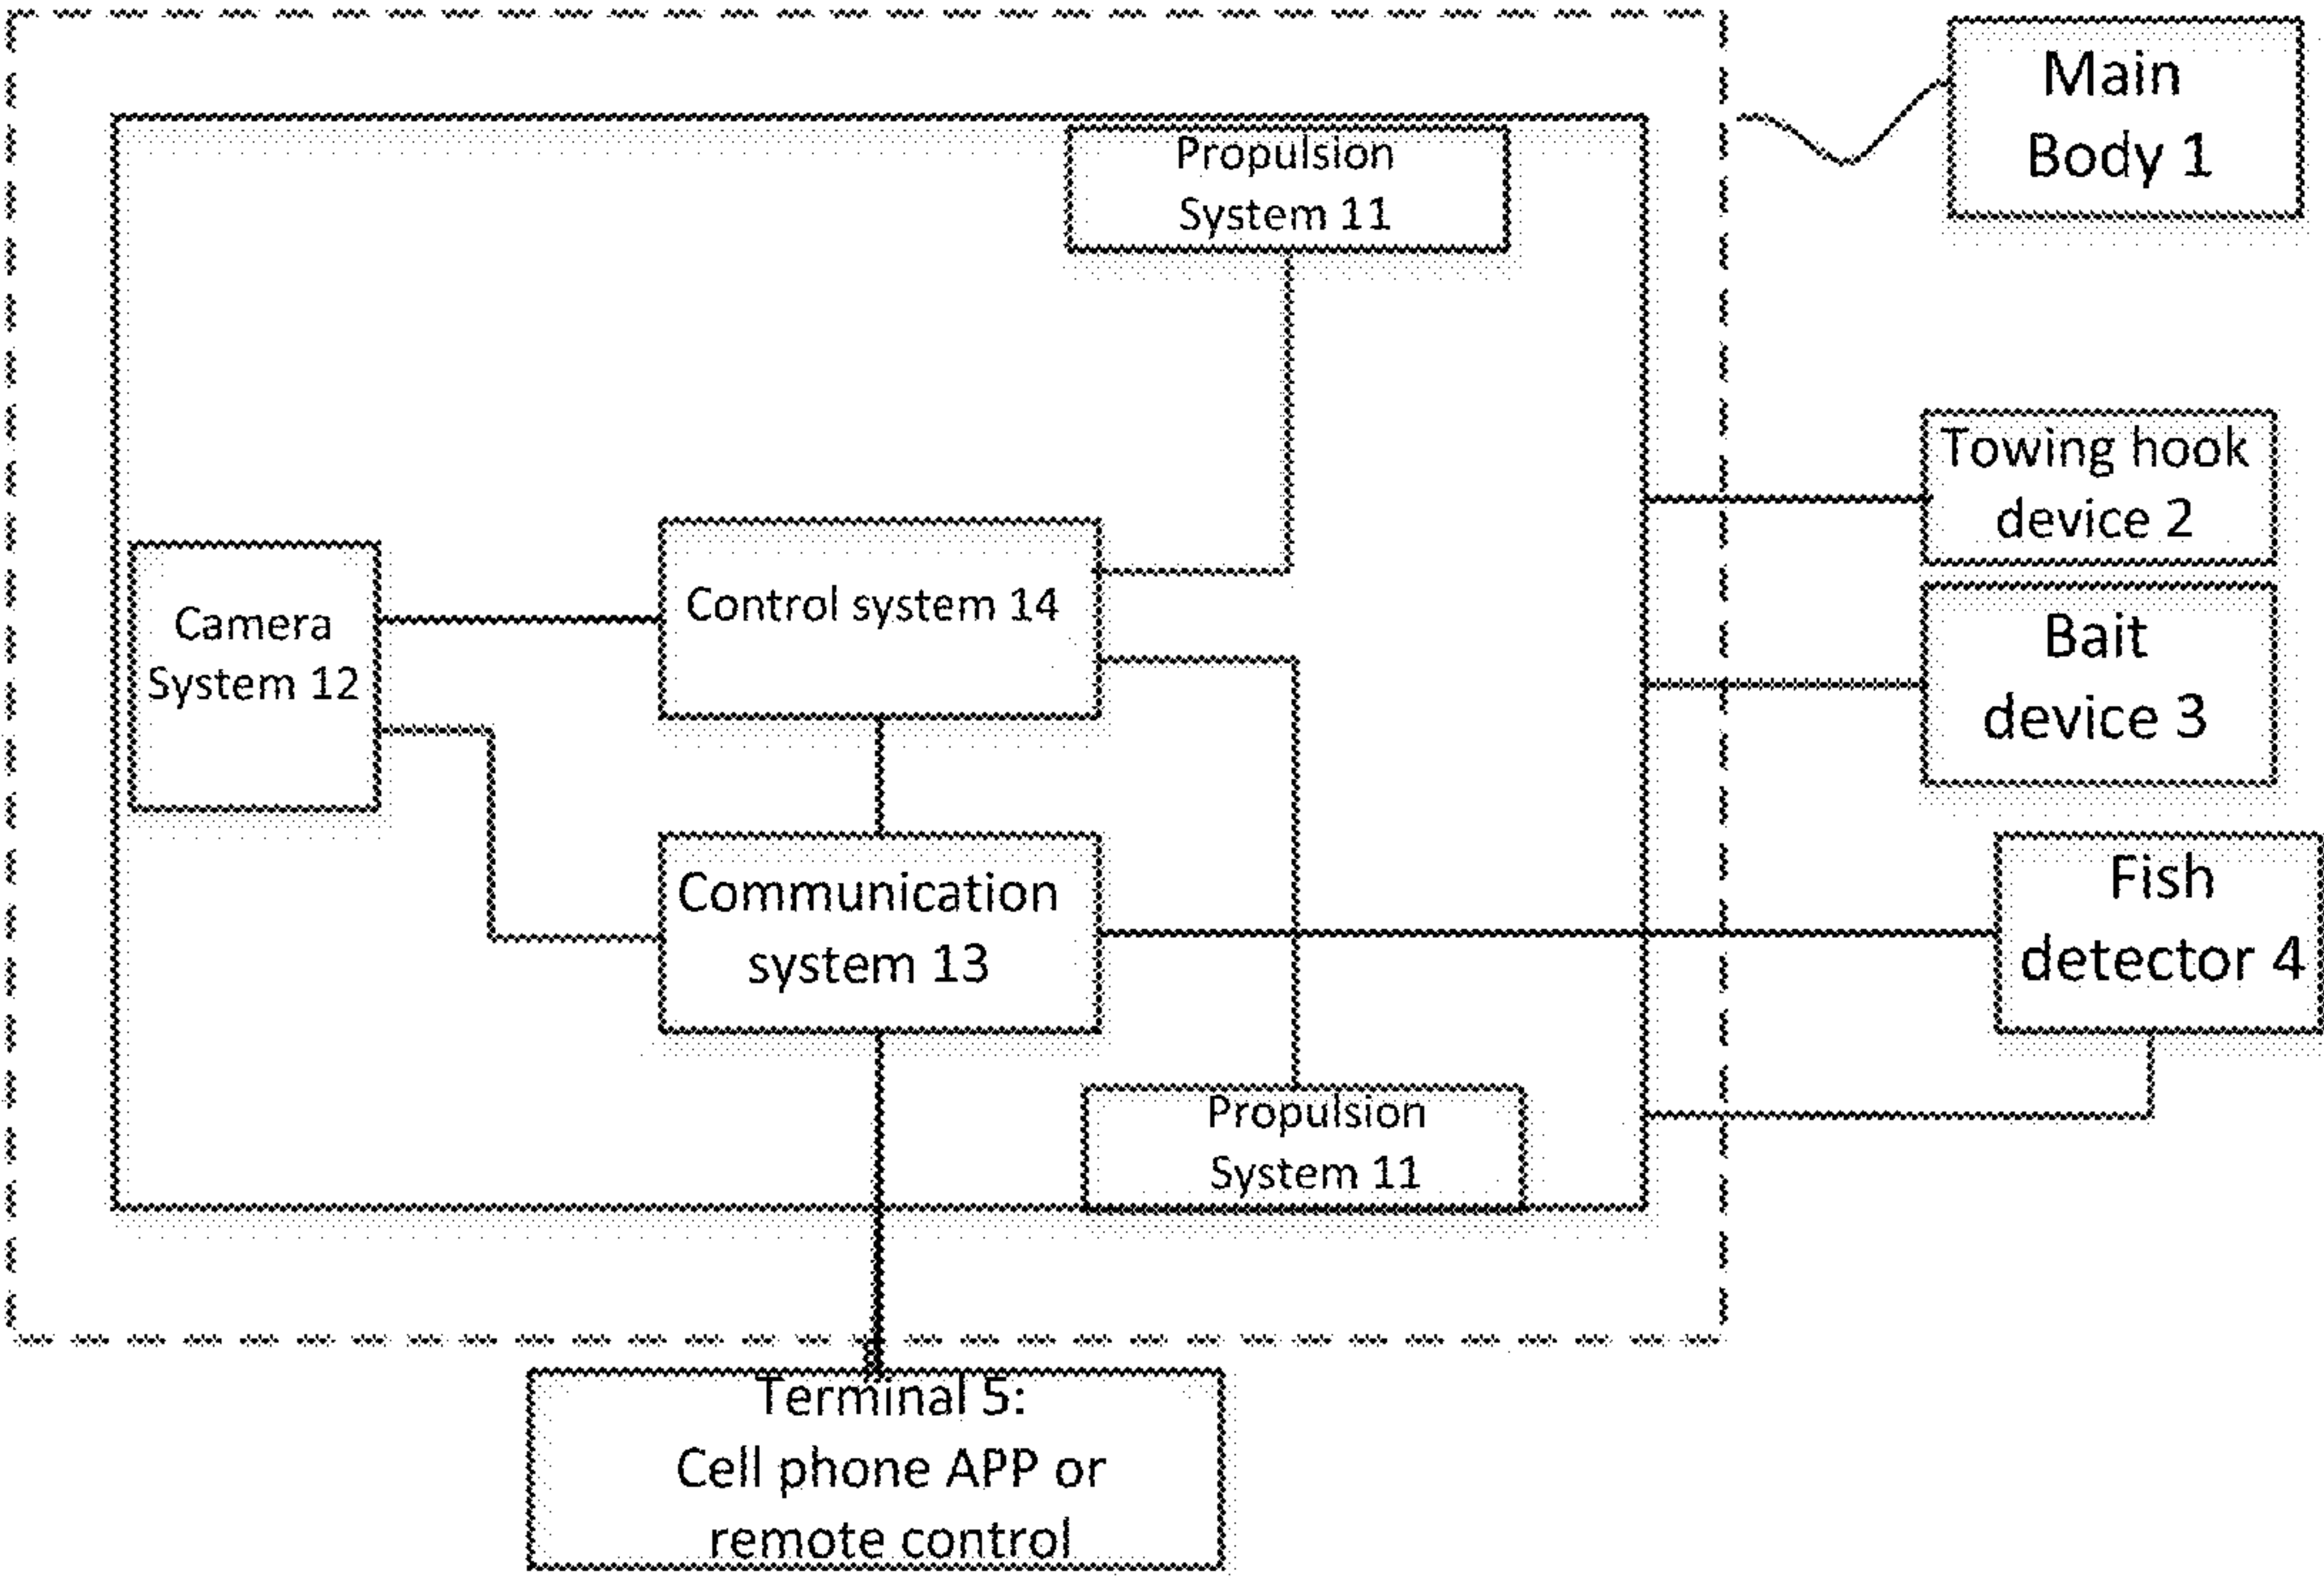 Main
Body 1
Propulsion
System 11
Towing hook
device 2
Control system 14
Camera
System 12
Bait
device 3
Communication
system 13
Fish
detector 4
Propulsion
System 11
Terminal 5:
Cell phone APP or
remote control